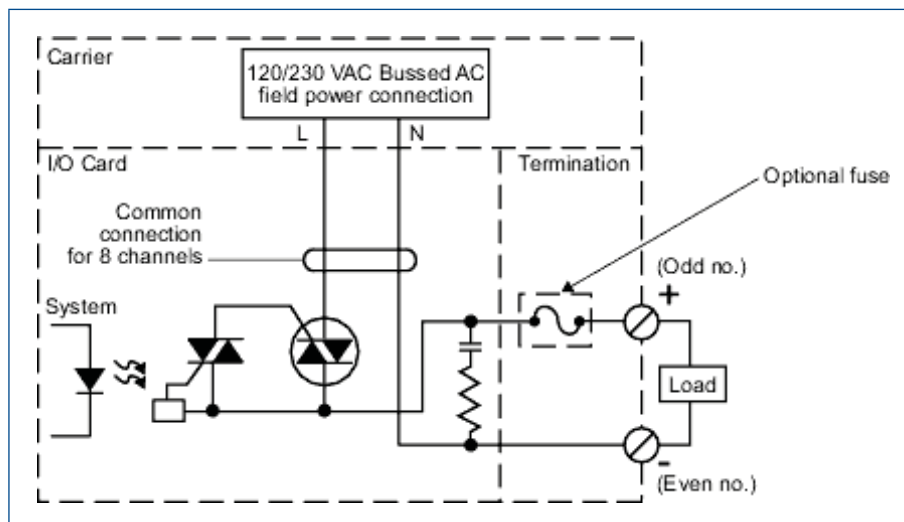 Carrier
120/230 VAC Bussed AC
field power connection
L
N
I/O Card
Termination
Optional fuse
Common
connection
for 8 channels
(Odd no.)
+
System
Load
-
(Even no.)